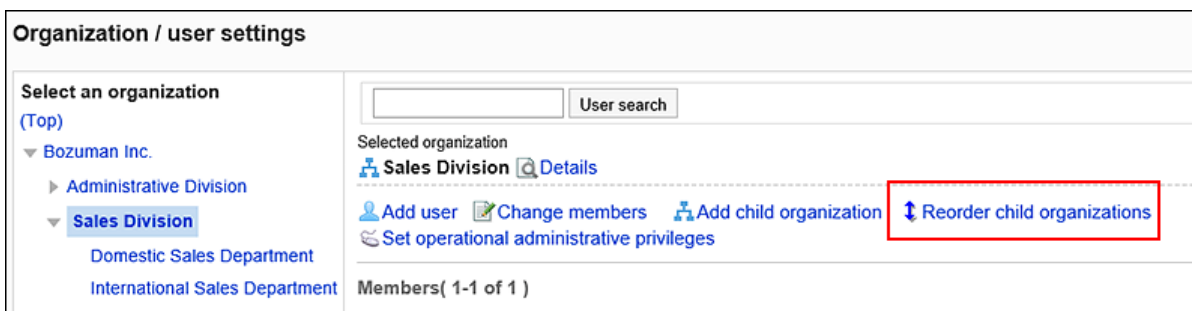 Organization / user settings
Select an organization
(Top)
Bozuman Inc.
Administrative Division
Sales Division
Domestic Sales Department
International Sales Department
User search
Selected organization
Sales Division Details
Add user Change members Add child organization Reorder child organizations
Set operational administrative privileges
Members( 1-1 of 1 )